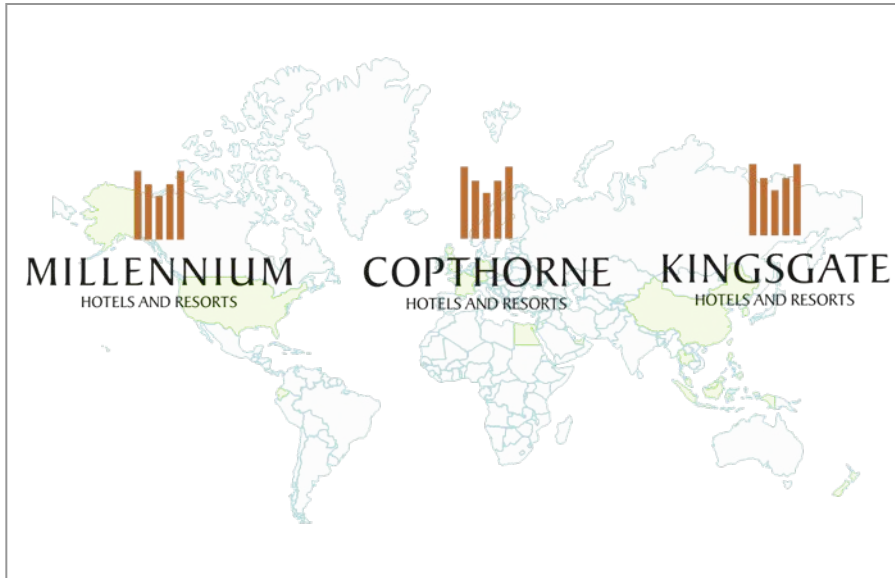 MILLENNIUM
HOTELS AND RESORTS
COPTHORNE
HOTELS AND RESORTS
KINGSGATE
HOTELS AND RESORTS